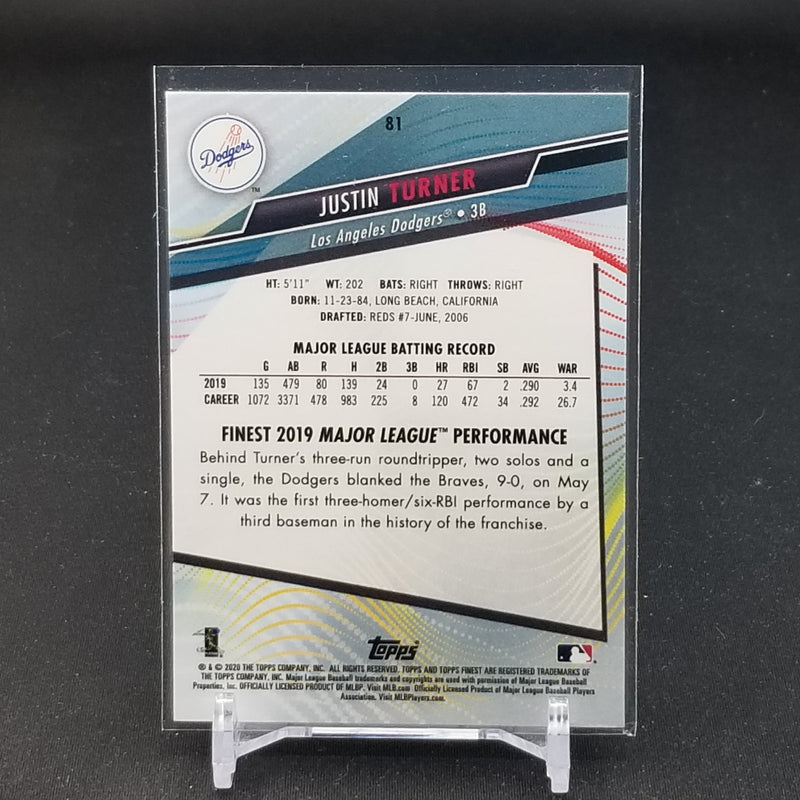 81
Dodgers
™
JUSTIN TURNER
Los Angeles Dodgers® • 3B
HT: 5'11" WT: 202 BATS: RIGHT THROWS: RIGHT
BORN: 11-23-84, LONG BEACH, CALIFORNIA
DRAFTED: REDS #7-JUNE, 2006
MAJOR LEAGUE BATTING RECORD
G AB R H 2B 3B HR RBI SB AVG WAR
2019 135 479 80 139 24 0 27 67 2 .290 3.4
CAREER 1072 3371 478 983 225 8 120 472 34 .292 26.7
FINEST 2019 MAJOR LEAGUE™ PERFORMANCE
Behind Turner's three-run roundtripper, two solos and a
single, the Dodgers blanked the Braves, 9-0, on May
7. It was the first three-homer/six-RBI performance by a
third baseman in the history of the franchise.
Topps
® & © 2020 THE TOPPS COMPANY, INC. ALL RIGHTS RESERVED. TOPPS AND TOPPS FINEST ARE REGISTERED TRADEMARKS OF
THE TOPPS COMPANY, INC. Major League Baseball trademarks and copyrights are used with permission of Major League Baseball
Properties, Inc. OFFICIALLY LICENSED PRODUCT OF MLBP. Visit MLB.com Officially Licensed Product of Major League Baseball Players
Association. Visit MLBPlayers.com.